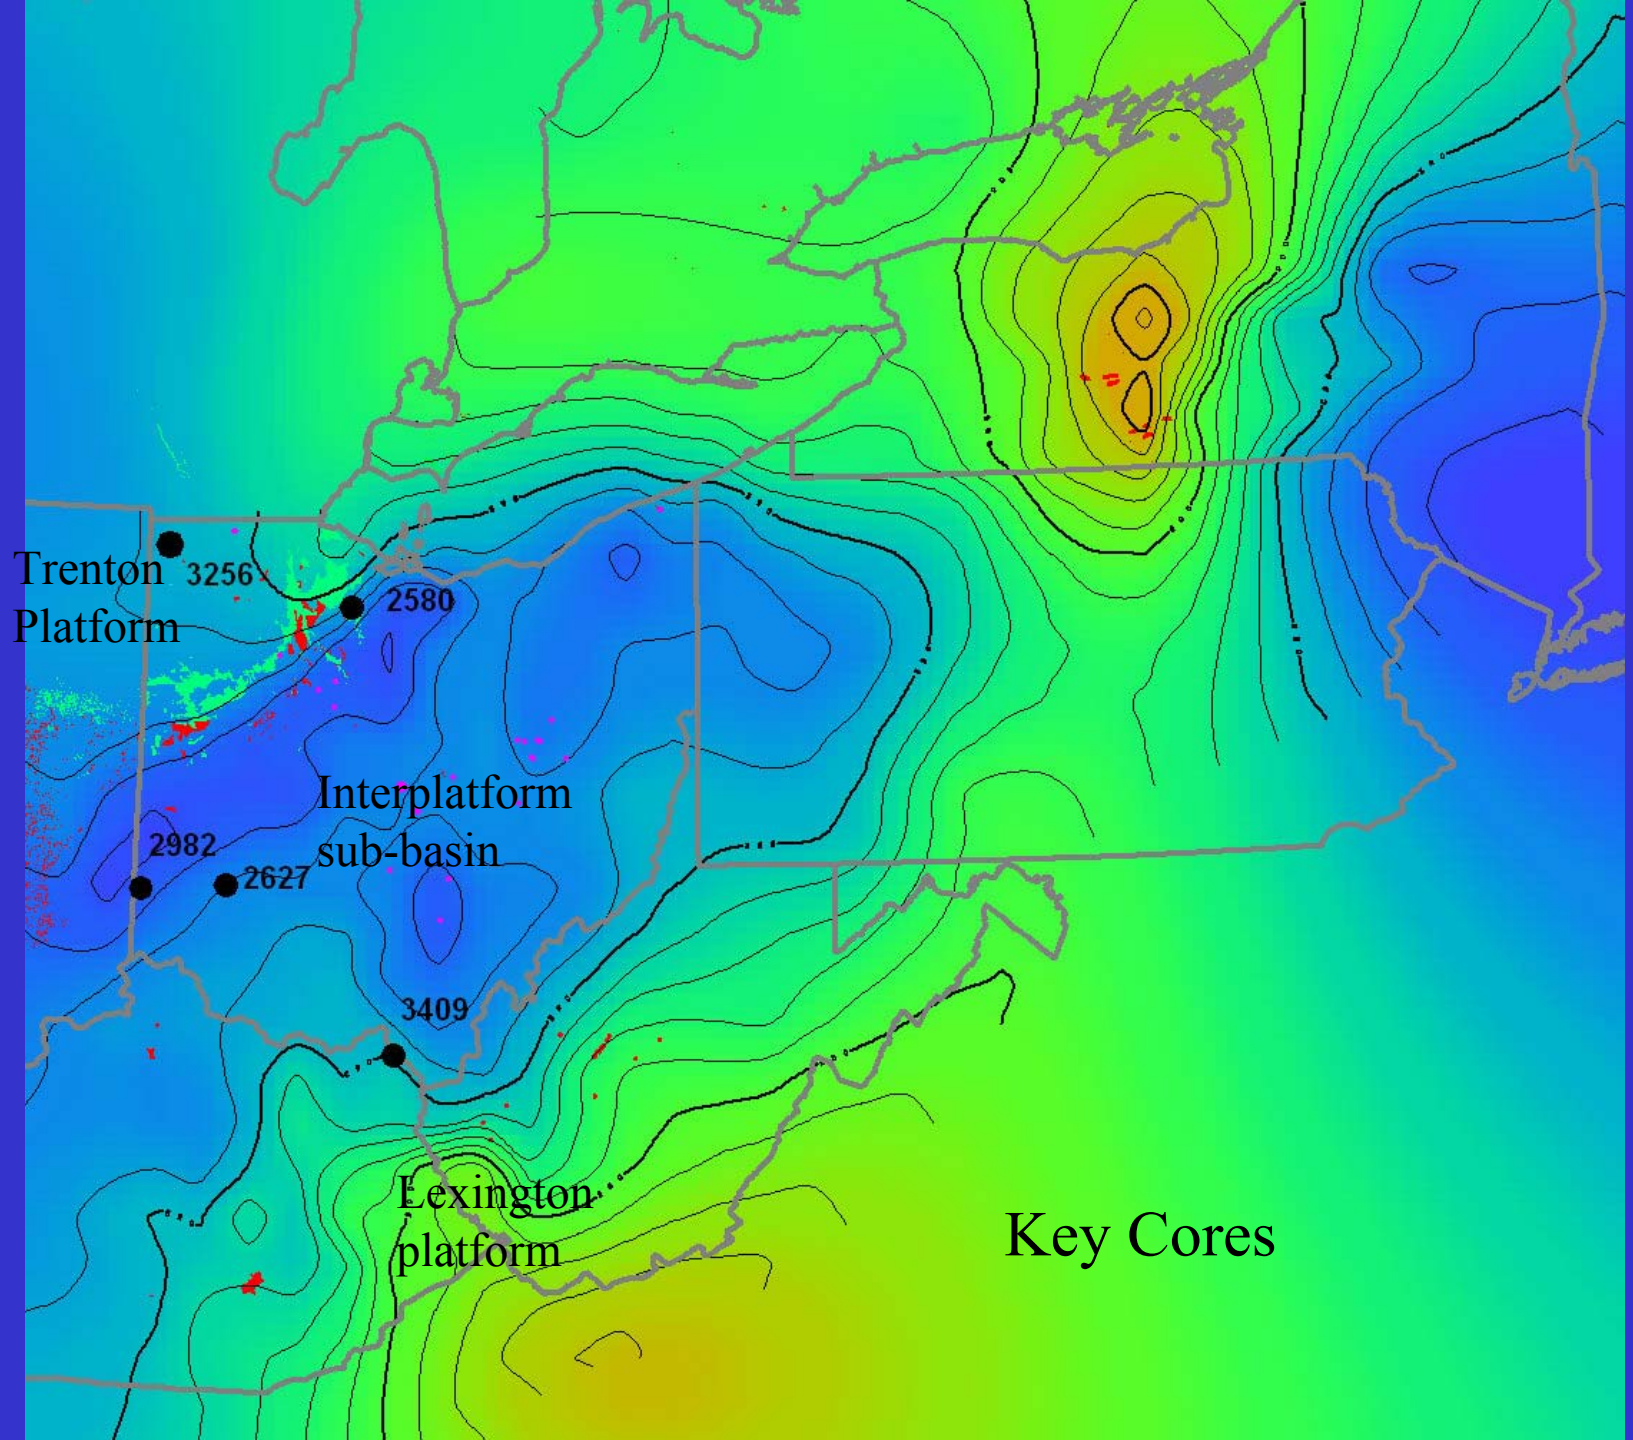 Trenton
Platform
3256
2580
Interplatform
sub-basin
2982
2627
3409
Lexington
platform
Key Cores